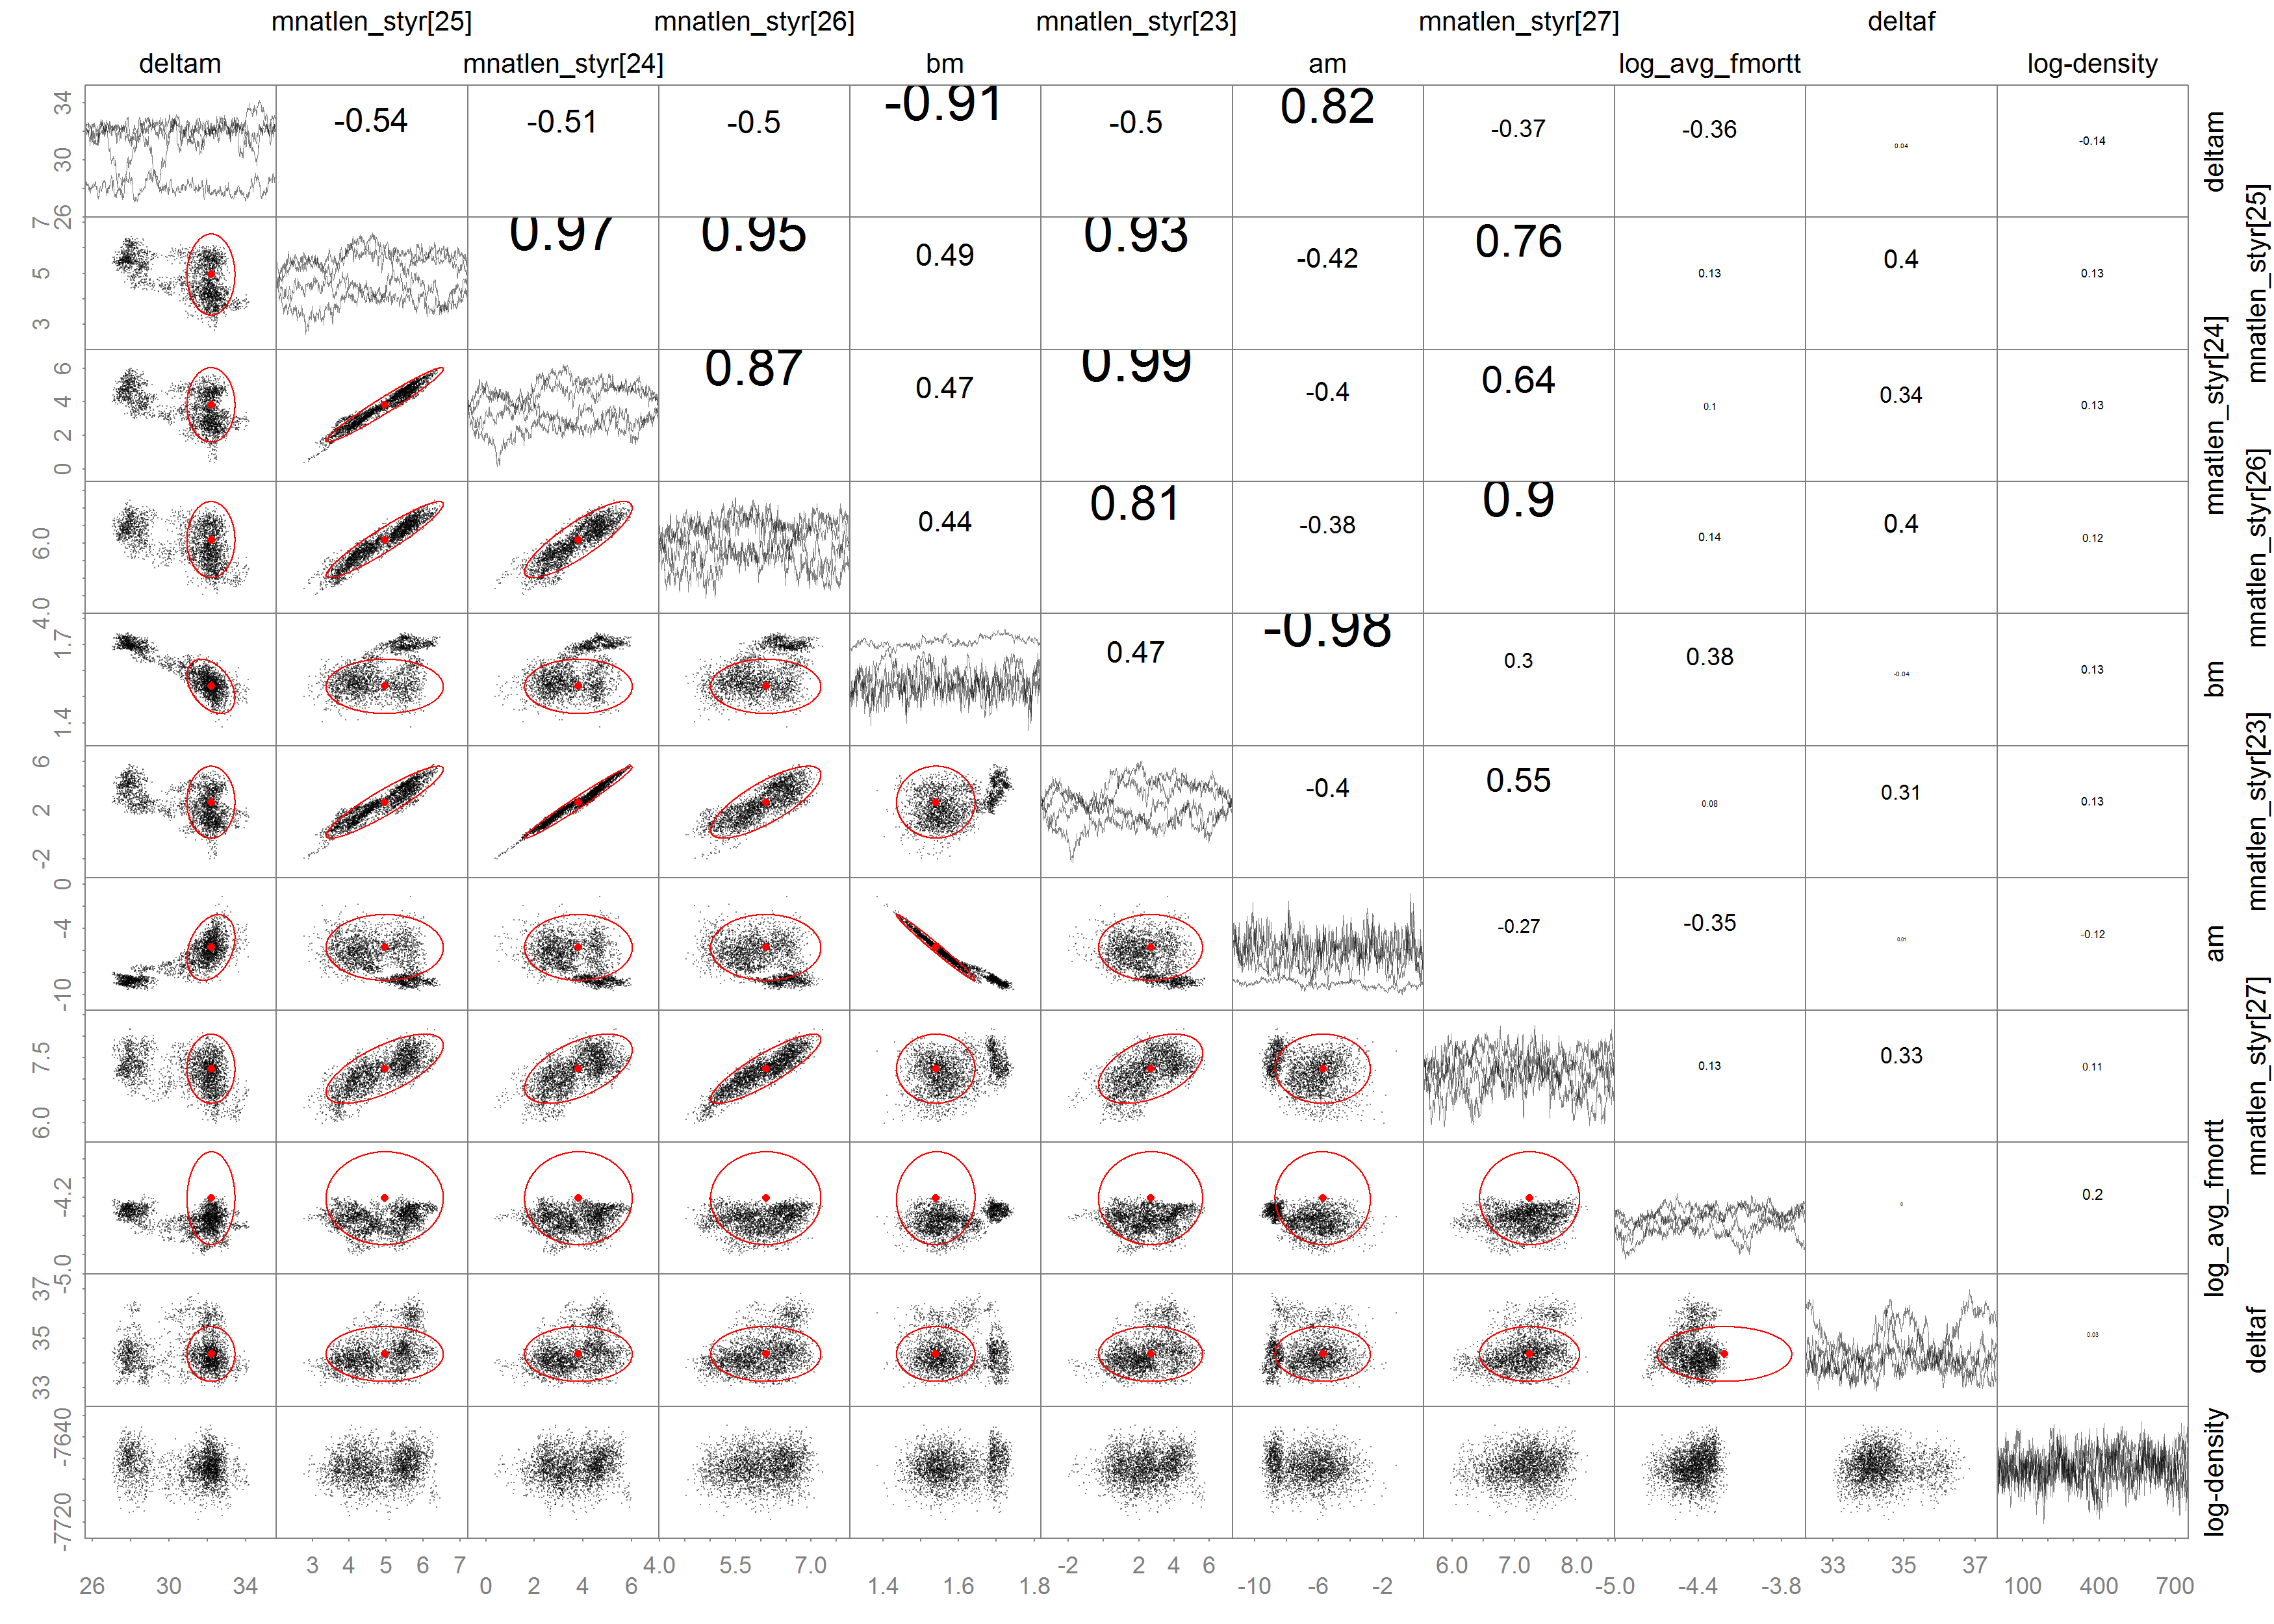 mnatlen_styr[25] mnatlen_styr[26] mnatlen_styr[23] mnatlen_styr[27] deltaf
deltam mnatlen_styr[24] bm am log_avg_fmortt log-density
26 30 34 -0.54 -0.51 -0.5 -0.91 -0.5 0.82 -0.37 -0.36 0.04 -0.14 deltam
3 5 7 0.97 0.95 0.49 0.93 -0.42 0.76 0.13 0.4 0.13 mnatlen_styr[25]
0 2 4 6 0.87 0.47 0.99 -0.4 0.64 0.1 0.34 0.13 mnatlen_styr[24]
4.0 6.0 0.44 0.81 -0.38 0.9 0.14 0.4 0.12 mnatlen_styr[26]
1.4 1.7 0.47 -0.98 0.3 0.38 -0.04 0.13 bm
-2 2 6 -0.4 0.55 0.08 0.31 0.13 mnatlen_styr[23]
-10 -4 0 -0.27 -0.35 0.01 -0.12 am
6.0 7.5 0.13 0.33 0.11 mnatlen_styr[27]
-5.0 -4.2 0 0.2 log_avg_fmortt
33 35 37 0.03 deltaf
-7720 -7640 log-density
3 4 5 6 7 4.0 5.5 7.0 -2 2 4 6 6.0 7.0 8.0 33 35 37
26 30 34 0 2 4 6 1.4 1.6 1.8 -10 -6 -2 -5.0 -4.4 -3.8 100 400 700